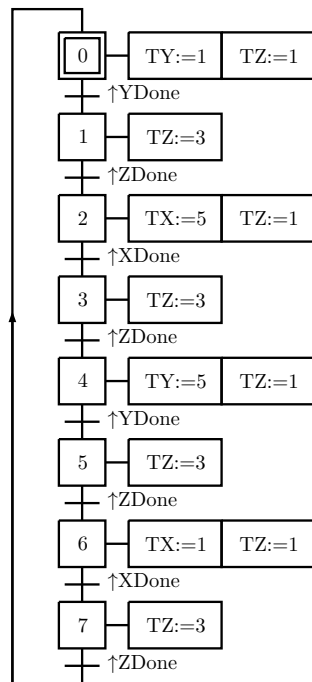 0 TY:=1 TZ:=1
↑YDone
1 TZ:=3
↑ZDone
2 TX:=5 TZ:=1
↑XDone
3 TZ:=3
↑ZDone
4 TY:=5 TZ:=1
↑YDone
5 TZ:=3
↑ZDone
6 TX:=1 TZ:=1
↑XDone
7 TZ:=3
↑ZDone